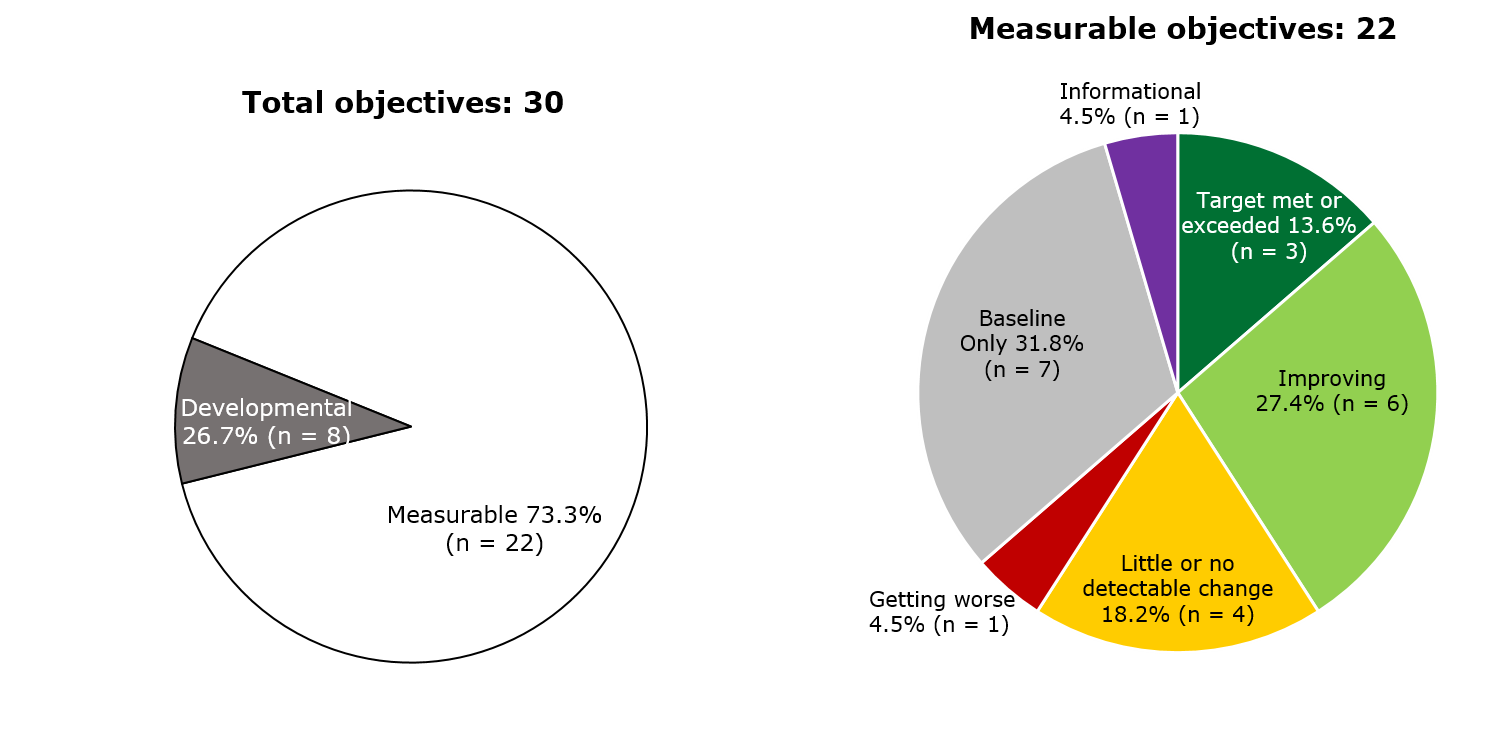 Total objectives: 30
Developmental
26.7% (n = 8)
Measurable 73.3%
(n = 22)
Measurable objectives: 22
Informational
4.5% (n = 1)
Target met or
exceeded 13.6%
(n = 3)
Improving
27.4% (n = 6)
Little or no
detectable change
18.2% (n = 4)
Getting worse
4.5% (n = 1)
Baseline
Only 31.8%
(n = 7)